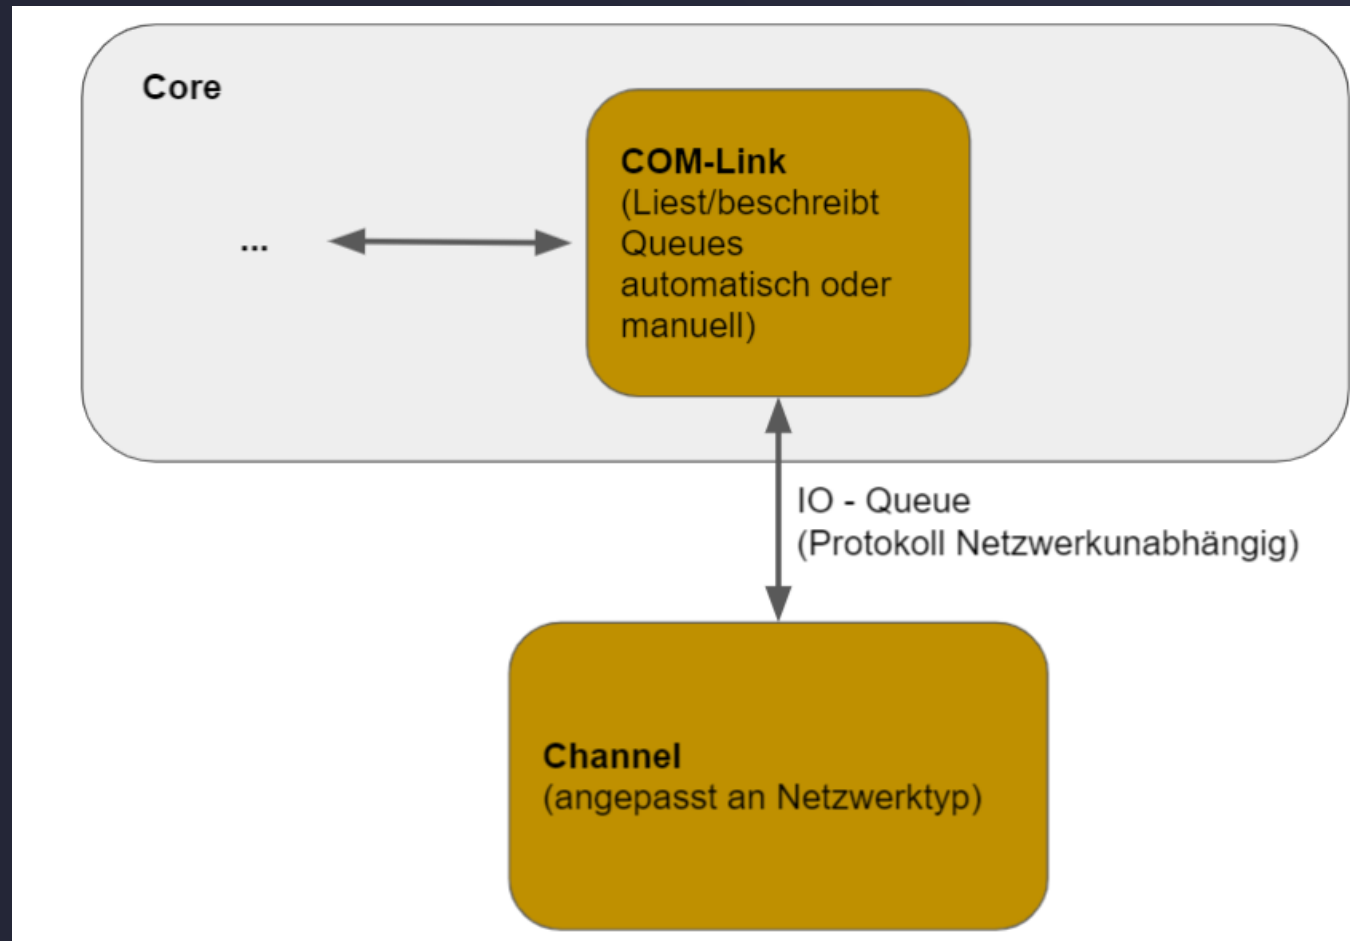 Core
COM-Link
(Liest/beschreibt
Queues
automatisch oder
manuell)
...
IO - Queue
(Protokoll Netzwerkunabhängig)
Channel
(angepasst an Netzwerktyp)